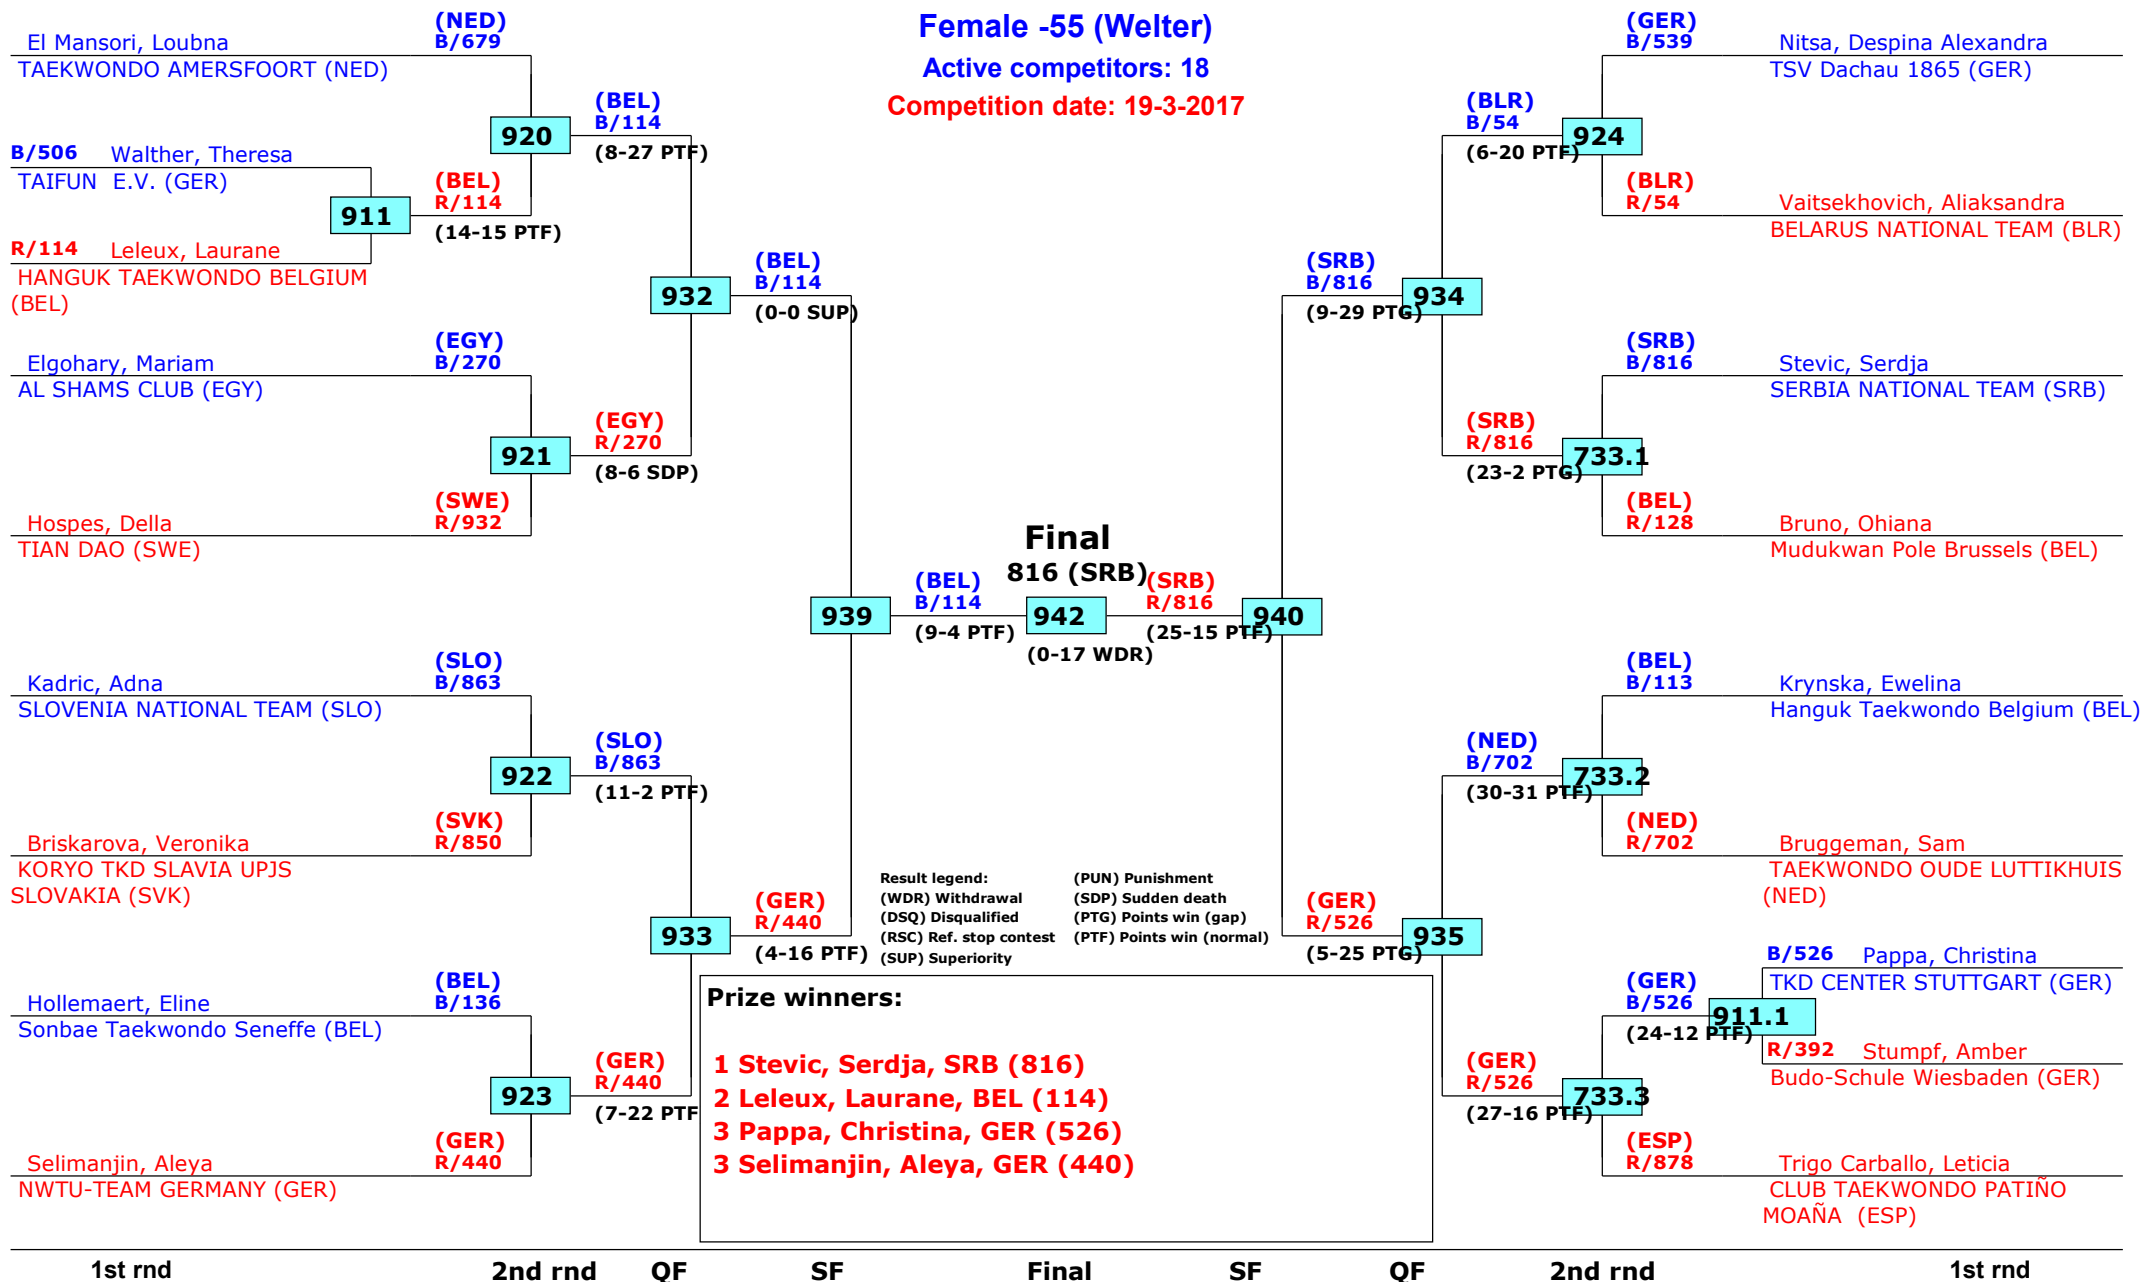 Female -55 (Welter)
Active competitors: 18
Competition date: 19-3-2017
El Mansori, Loubna
TAEKWONDO AMERSFOORT (NED)
(NED)
B/679
B/506 Walther, Theresa
TAIFUN E.V. (GER)
911
R/114 Leleux, Laurane
HANGUK TAEKWONDO BELGIUM
(BEL)
(BEL)
R/114
(14-15 PTF)
920
(BEL)
B/114
(8-27 PTF)
Elgohary, Mariam
AL SHAMS CLUB (EGY)
(EGY)
B/270
921
Hospes, Della
TIAN DAO (SWE)
(SWE)
R/932
(EGY)
R/270
(8-6 SDP)
932
(BEL)
B/114
(0-0 SUP)
Kadric, Adna
SLOVENIA NATIONAL TEAM (SLO)
(SLO)
B/863
922
Briskarova, Veronika
KORYO TKD SLAVIA UPJS
SLOVAKIA (SVK)
(SVK)
R/850
(SLO)
B/863
(11-2 PTF)
Hollemaert, Eline
Sonbae Taekwondo Seneffe (BEL)
(BEL)
B/136
923
Selimanjin, Aleya
NWTU-TEAM GERMANY (GER)
(GER)
R/440
(GER)
R/440
(7-22 PTF
933
(GER)
R/440
(4-16 PTF)
939
(BEL)
B/114
(9-4 PTF)
Final
816 (SRB)
942
(0-17 WDR)
(SRB)
R/816
(25-15 PTF)
940
(GER)
B/539
Nitsa, Despina Alexandra
TSV Dachau 1865 (GER)
924
(BLR)
R/54
Vaitsekhovich, Aliaksandra
BELARUS NATIONAL TEAM (BLR)
(BLR)
B/54
(6-20 PTF)
(SRB)
B/816
Stevic, Serdja
SERBIA NATIONAL TEAM (SRB)
733.1
(BEL)
R/128
Bruno, Ohiana
Mudukwan Pole Brussels (BEL)
(SRB)
R/816
(23-2 PTG)
934
(SRB)
B/816
(9-29 PTG)
(BEL)
B/113
Krynska, Ewelina
Hanguk Taekwondo Belgium (BEL)
733.2
(NED)
R/702
Bruggeman, Sam
TAEKWONDO OUDE LUTTIKHUIS
(NED)
(NED)
B/702
(30-31 PTF)
B/526 Pappa, Christina
TKD CENTER STUTTGART (GER)
911.1
R/392 Stumpf, Amber
Budo-Schule Wiesbaden (GER)
(GER)
B/526
(24-12 PTF)
733.3
(ESP)
R/878
Trigo Carballo, Leticia
CLUB TAEKWONDO PATIÑO
MOAÑA (ESP)
(GER)
R/526
(27-16 PTF)
935
(GER)
R/526
(5-25 PTG)
Result legend:
(WDR) Withdrawal
(DSQ) Disqualified
(RSC) Ref. stop contest
(SUP) Superiority
(PUN) Punishment
(SDP) Sudden death
(PTG) Points win (gap)
(PTF) Points win (normal)
Prize winners:
1 Stevic, Serdja, SRB (816)
2 Leleux, Laurane, BEL (114)
3 Pappa, Christina, GER (526)
3 Selimanjin, Aleya, GER (440)
1st rnd 2nd rnd QF SF Final SF QF 2nd rnd 1st rnd